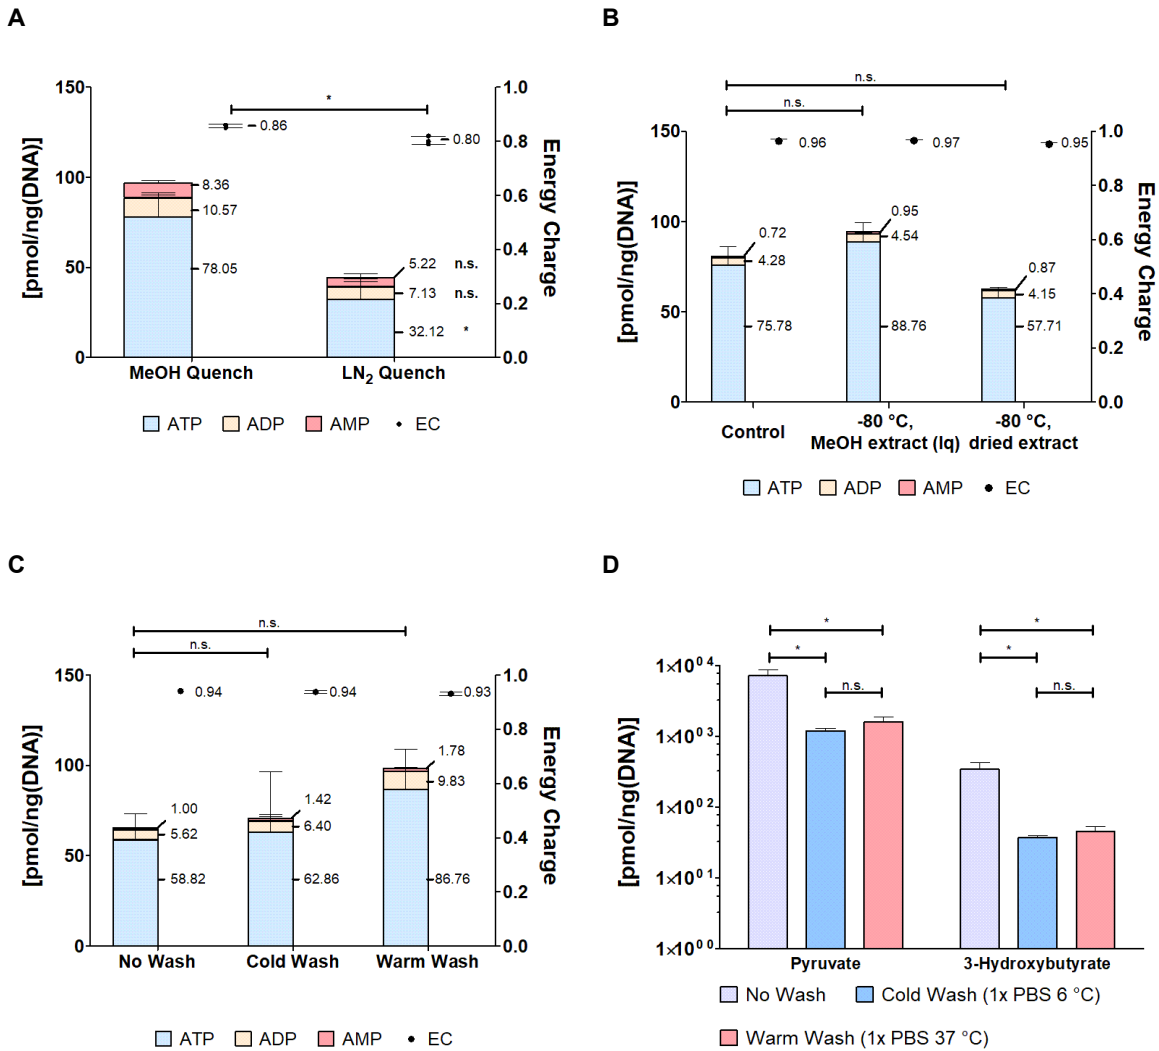 A
150
100
50
0
[pmol/ng(DNA)]
1.0
0.8
0.6
0.4
0.2
0.0
Energy Charge
*
0.86
0.80
8.36
10.57
78.05
5.22 n.s.
7.13 n.s.
32.12 *
MeOH Quench LN2 Quench
ATP ADP AMP EC
B
150
100
50
0
[pmol/ng(DNA)]
1.0
0.8
0.6
0.4
0.2
0.0
Energy Charge
n.s.
n.s.
0.96
0.97
0.95
0.72
4.28
75.78
0.95
4.54
88.76
0.87
4.15
57.71
Control
-80 °C,
MeOH extract (lq)
-80 °C,
dried extract
ATP ADP AMP EC
C
150
100
50
0
[pmol/ng(DNA)]
1.0
0.8
0.6
0.4
0.2
0.0
Energy Charge
n.s.
n.s.
0.94
0.94
0.93
1.00
5.62
58.82
1.42
6.40
62.86
1.78
9.83
86.76
No Wash Cold Wash Warm Wash
ATP ADP AMP EC
D
1×10⁰⁴
1×10⁰³
1×10⁰²
1×10⁰¹
1×10⁰⁰
[pmol/ng(DNA)]
*
*
n.s.
*
*
n.s.
Pyruvate 3-Hydroxybutyrate
No Wash Cold Wash (1x PBS 6 °C)
Warm Wash (1x PBS 37 °C)